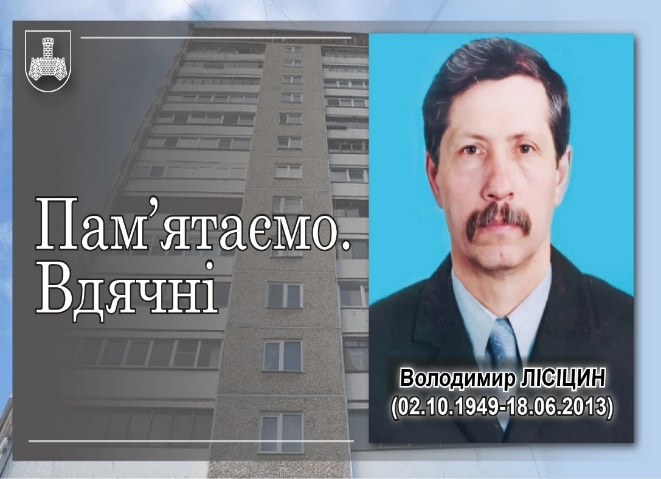 Пам’ятаємо.
Вдячні
Володимир ЛІСІЦИН
(02.10.1949-18.06.2013)